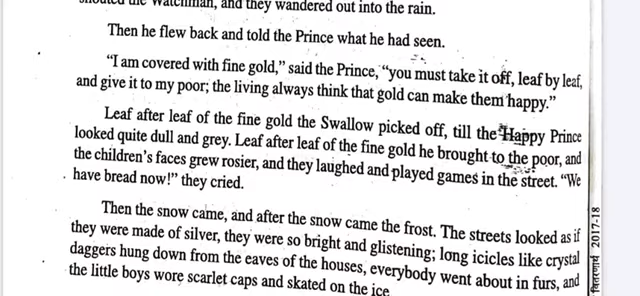 the Watchman, and they wandered out into the rain.
Then he flew back and told the Prince what he had seen.
“I am covered with fine gold,” said the Prince, “you must take it off, leaf by leaf,
and give it to my poor; the living always think that gold can make them happy.”
Leaf after leaf of the fine gold the Swallow picked off, till the Happy Prince
looked quite dull and grey. Leaf after leaf of the fine gold he brought to the poor, and
the children’s faces grew rosier, and they laughed and played games in the street. “We
have bread now!” they cried.
Then the snow came, and after the snow came the frost. The streets looked as if
they were made of silver, they were so bright and glistening; long icicles like crystal
daggers hung down from the eaves of the houses, everybody went about in furs, and
the little boys wore scarlet caps and skated on the ice
2017-18